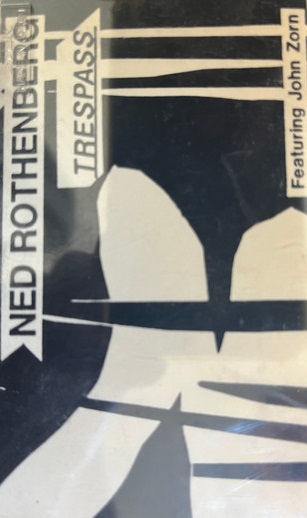 NED ROTHENBERG
TRESPASS
Featuring John Zorn